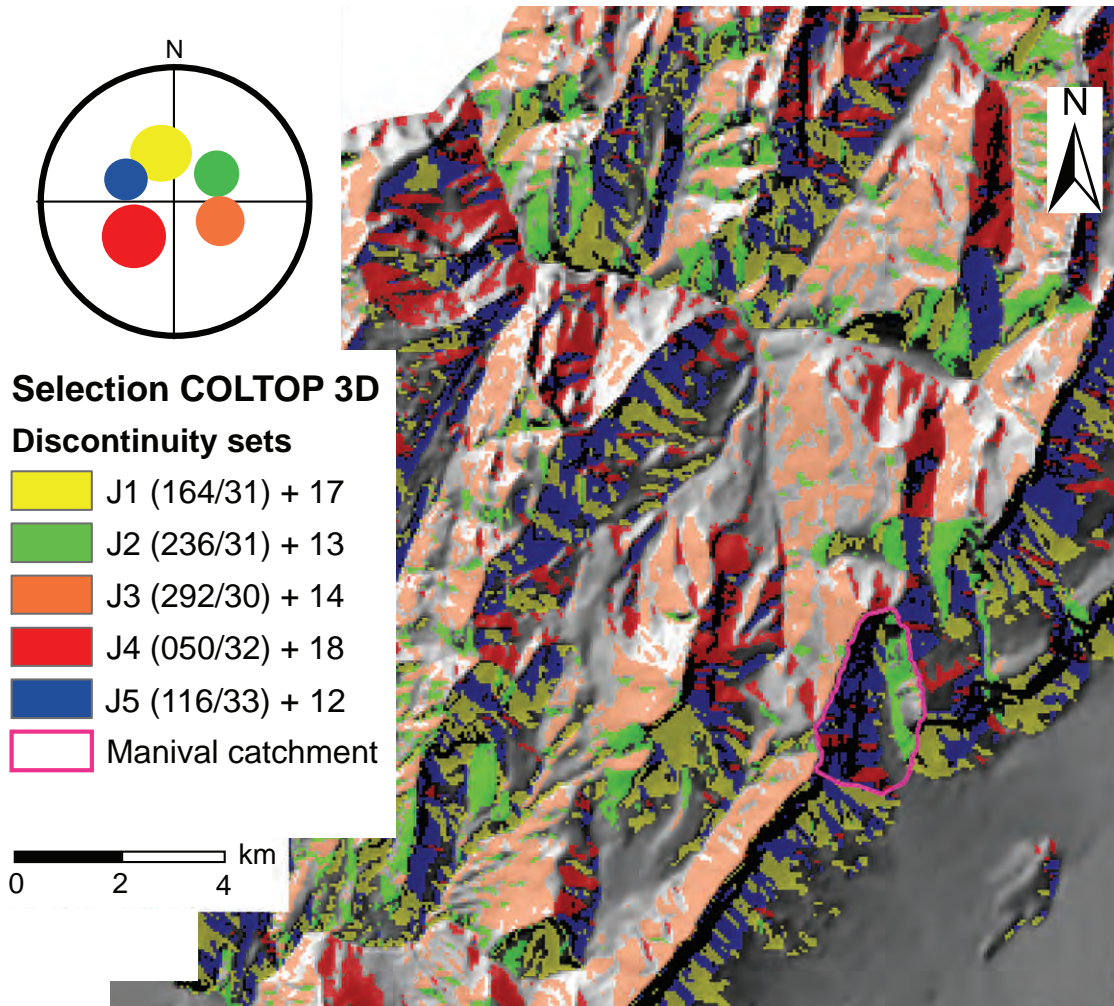 N
N
Selection COLTOP 3D
Discontinuity sets
J1 (164/31) + 17
J2 (236/31) + 13
J3 (292/30) + 14
J4 (050/32) + 18
J5 (116/33) + 12
Manival catchment
km
0 2 4